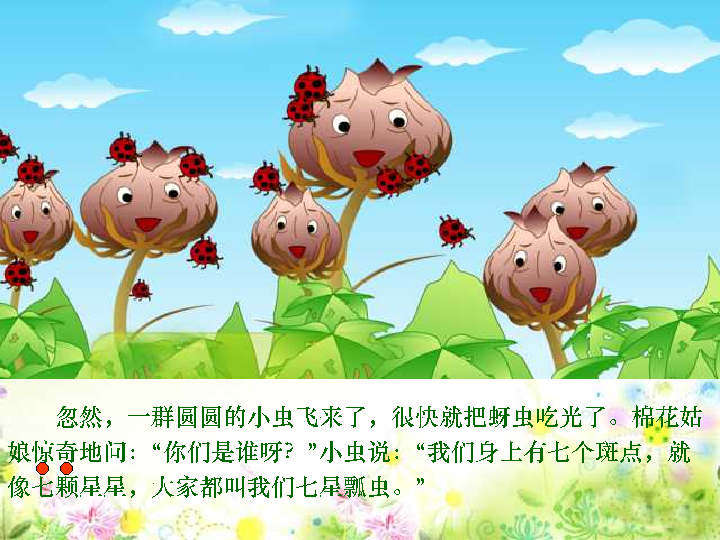 忽然，一群圆圆的小虫飞来了，很快就把蚜虫吃光了。棉花姑
娘惊奇地问：“你们是谁呀？”小虫说：“我们身上有七个斑点，就
像七颗星星，大家都叫我们七星瓢虫。”